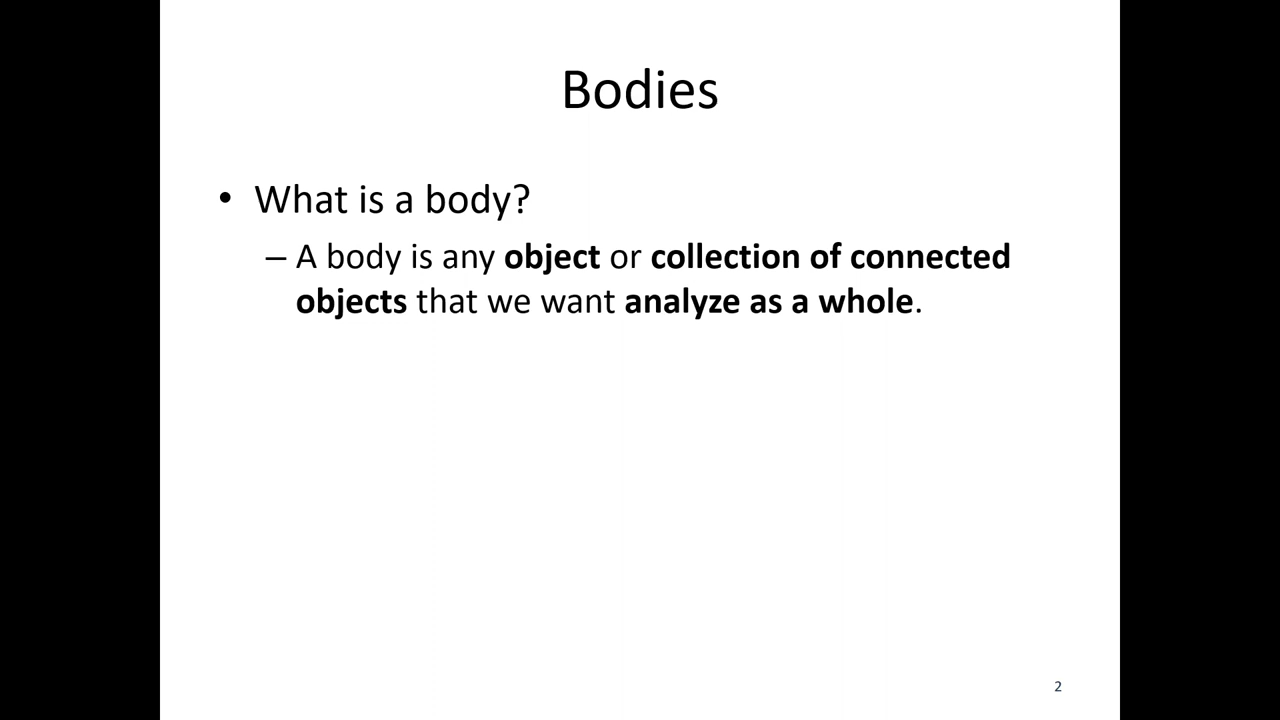 Bodies
• What is a body?
– A body is any object or collection of connected
objects that we want analyze as a whole.
2